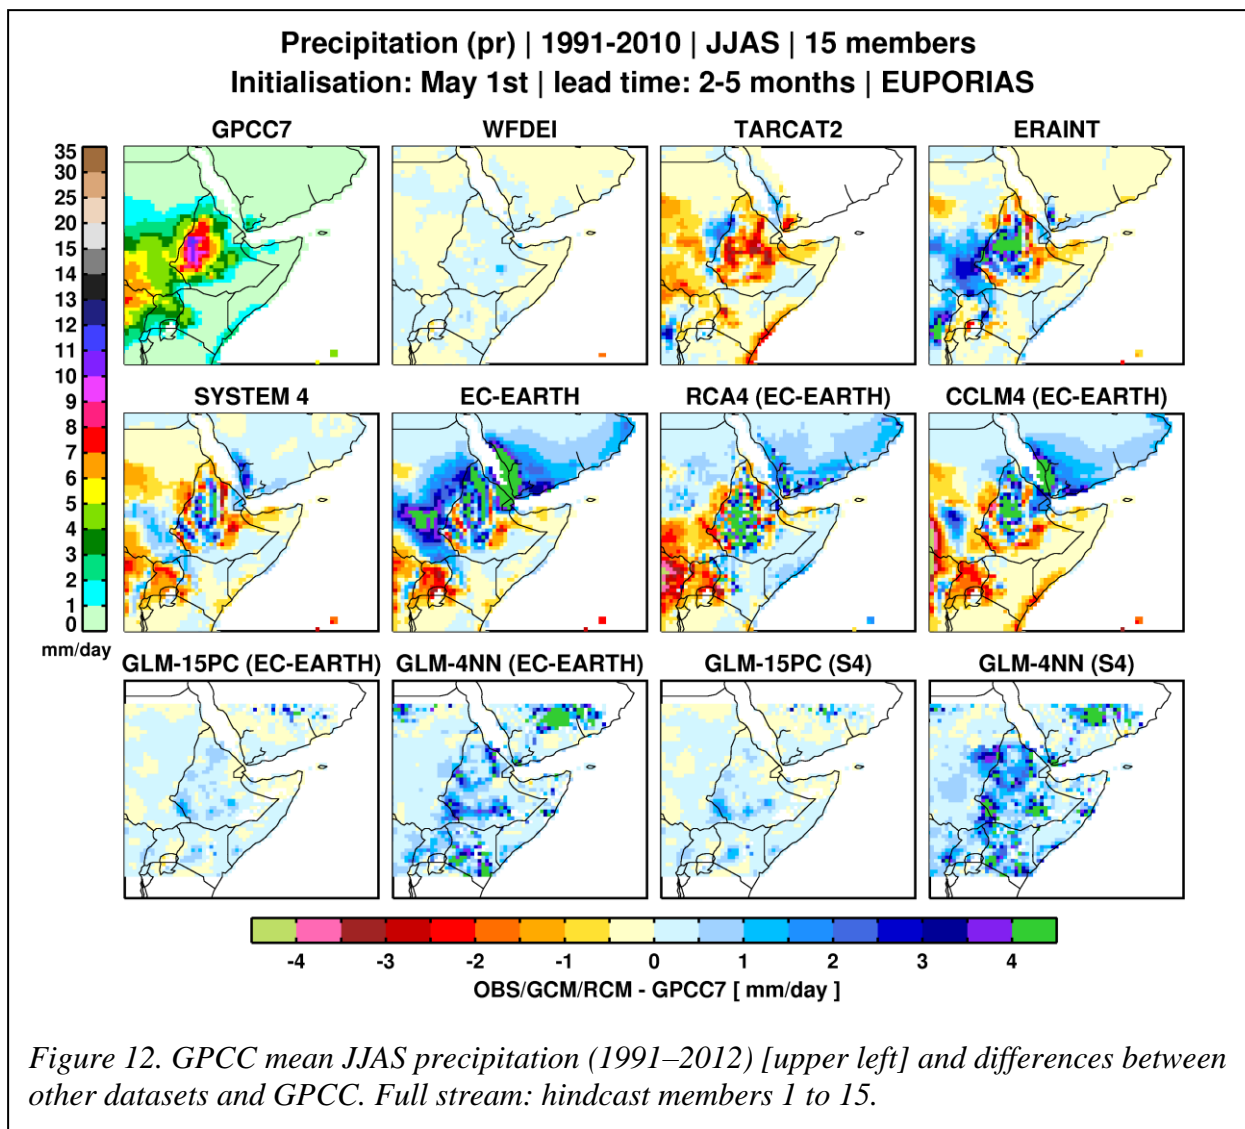 Precipitation (pr) | 1991-2010 | JJAS | 15 members
Initialisation: May 1st | lead time: 2-5 months | EUPORIAS
GPCC7 WFDEI TARCAT2 ERAINT
35
30
25
20
15
14
13
12
11
10
9
8
7
6
5
4
3
2
1
0
mm/day
SYSTEM 4 EC-EARTH RCA4 (EC-EARTH) CCLM4 (EC-EARTH)
GLM-15PC (EC-EARTH) GLM-4NN (EC-EARTH) GLM-15PC (S4) GLM-4NN (S4)
-4 -3 -2 -1 0 1 2 3 4
OBS/GCM/RCM - GPCC7 [ mm/day ]
Figure 12. GPCC mean JJAS precipitation (1991–2012) [upper left] and differences between
other datasets and GPCC. Full stream: hindcast members 1 to 15.